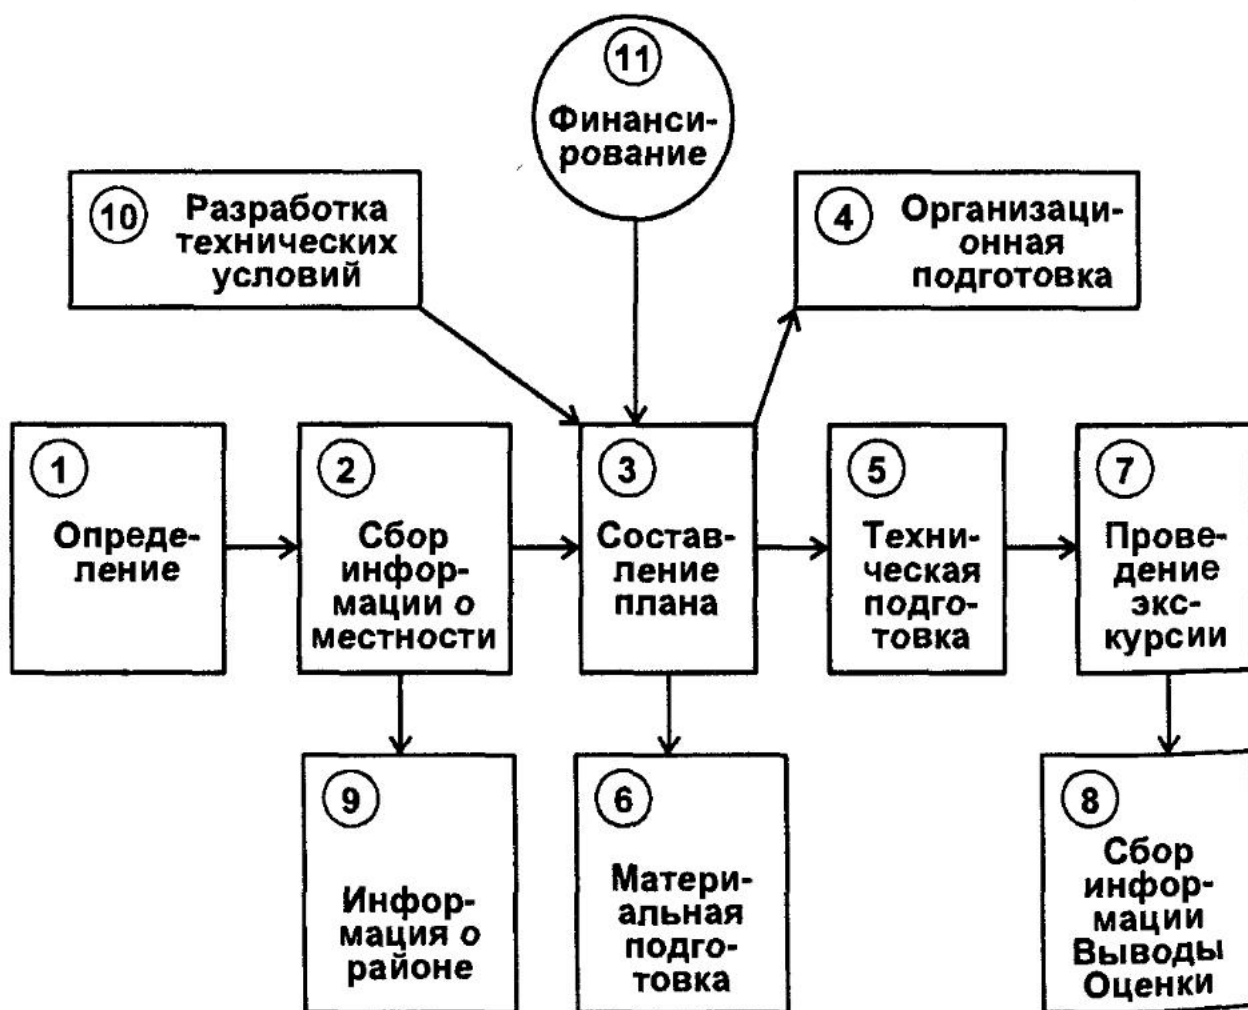 11
Финанси-
рование
10
Разработка
технических
условий
4
Организаци-
онная
подготовка
1
Опреде-
ление
2
Сбор
инфор-
мации о
местности
3
Состав-
ление
плана
5
Техни-
ческая
подго-
товка
7
Прове-
дение
экс-
курсии
9
Инфор-
мация о
районе
6
Матери-
альная
подго-
товка
8
Сбор
инфор-
мации
Выводы
Оценки